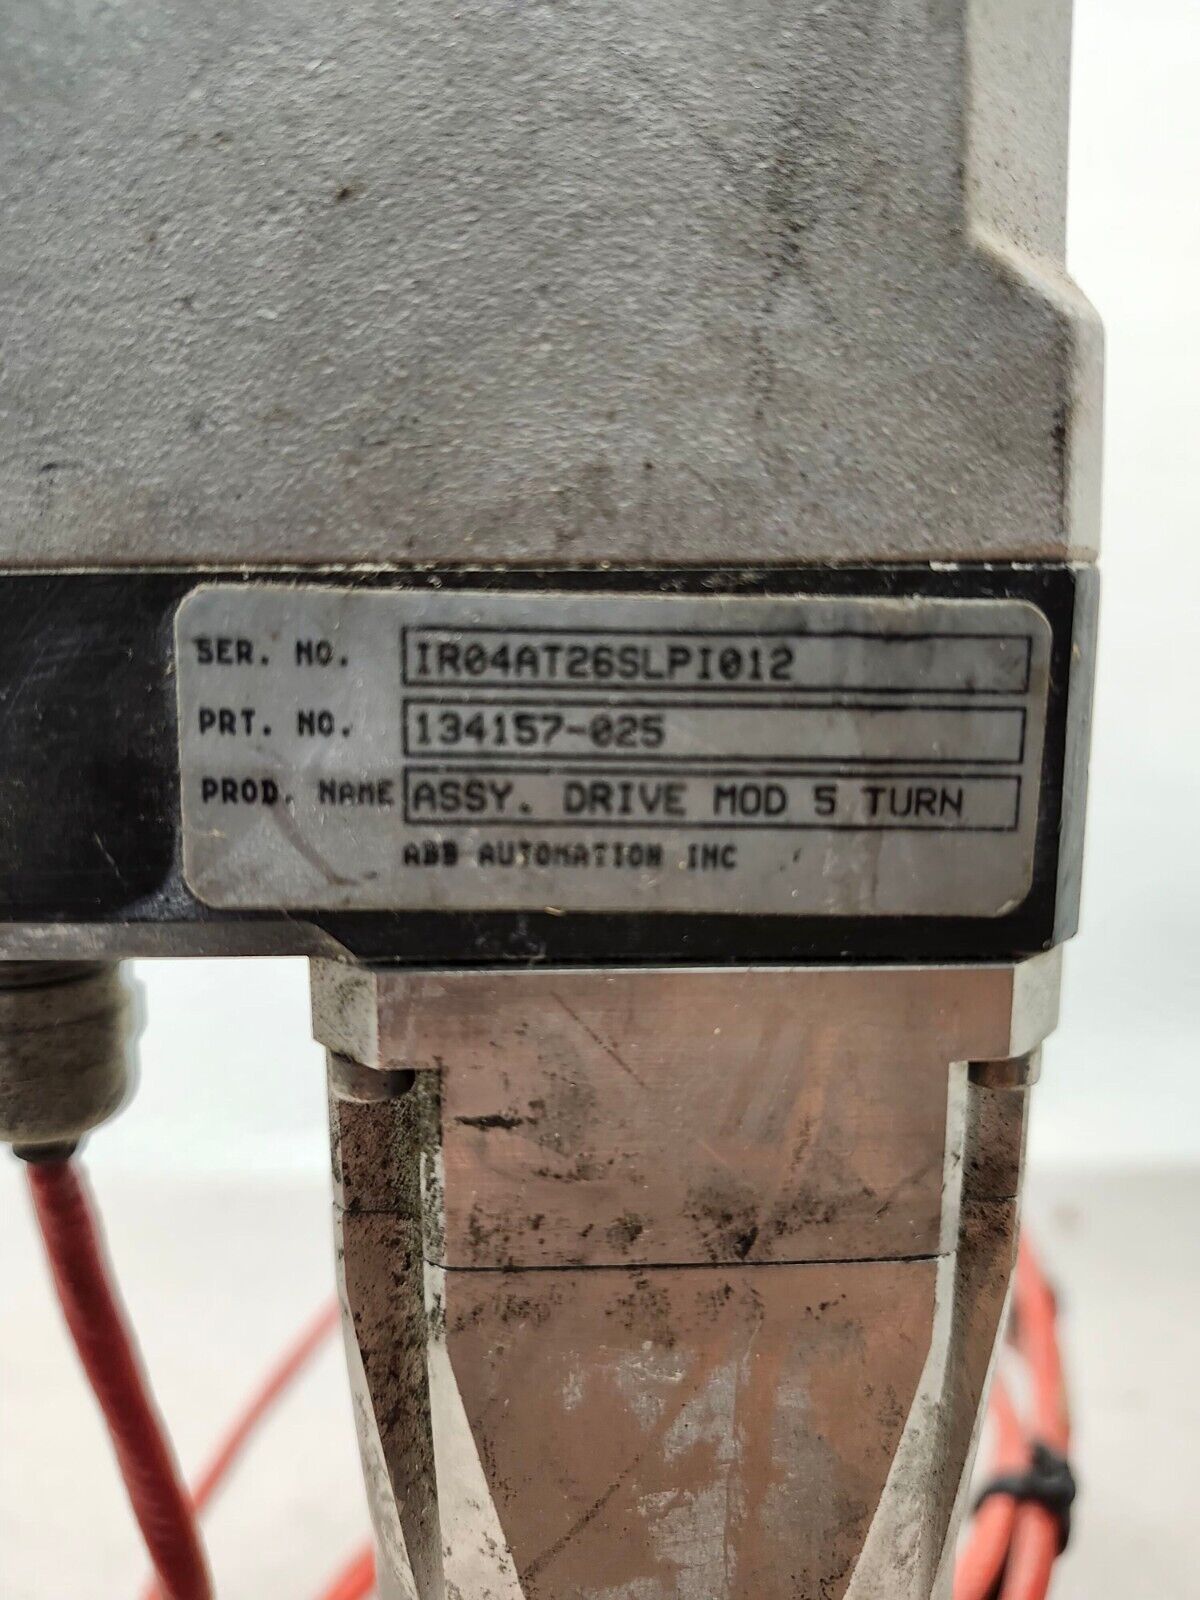 SER. NO. IR04AT26SLPI012
PRT. NO. 134157-025
PROD. NAME ASSY. DRIVE MOD 5 TURN
ABB AUTOMATION INC